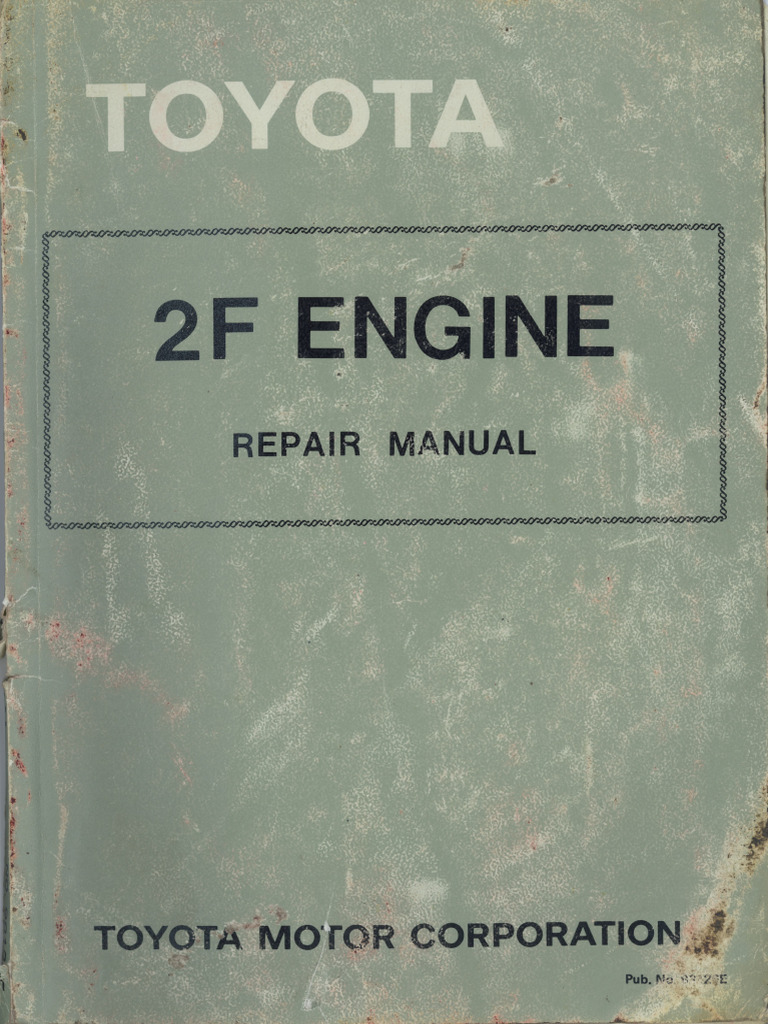 TOYOTA
2F ENGINE
REPAIR MANUAL
TOYOTA MOTOR CORPORATION
Pub. No.